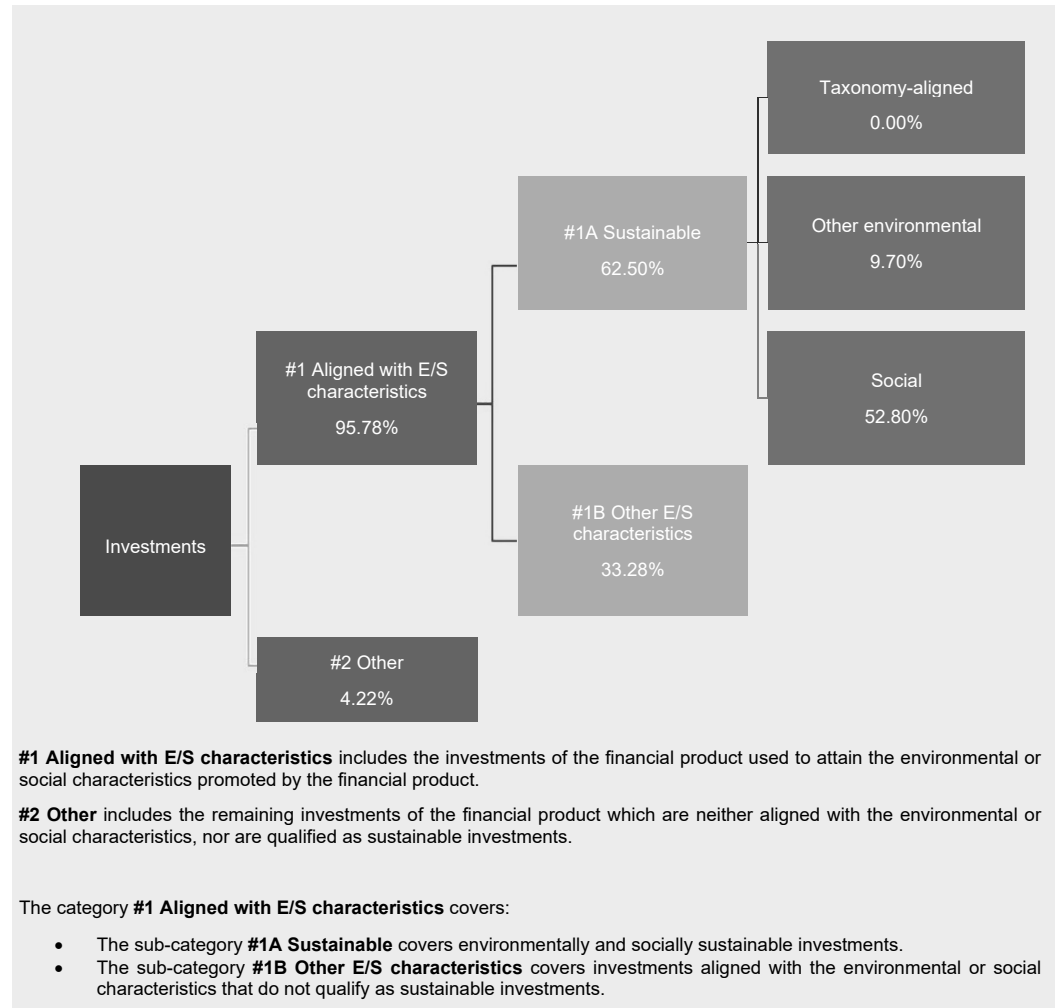 Taxonomy-aligned
0.00%
#1A Sustainable
62.50%
Other environmental
9.70%
#1 Aligned with E/S
characteristics
95.78%
Social
52.80%
Investments
#1B Other E/S
characteristics
33.28%
#2 Other
4.22%
#1 Aligned with E/S characteristics includes the investments of the financial product used to attain the environmental or
social characteristics promoted by the financial product.
#2 Other includes the remaining investments of the financial product which are neither aligned with the environmental or
social characteristics, nor are qualified as sustainable investments.
The category #1 Aligned with E/S characteristics covers:
• The sub-category #1A Sustainable covers environmentally and socially sustainable investments.
• The sub-category #1B Other E/S characteristics covers investments aligned with the environmental or social
characteristics that do not qualify as sustainable investments.